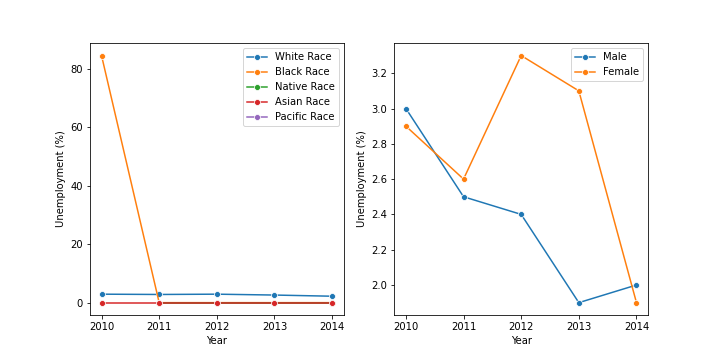 White Race
Black Race
Native Race
Asian Race
Pacific Race
80
60
40
20
0
Unemployment (%)
2010 2011 2012 2013 2014
Year
Male
Female
3.2
3.0
2.8
2.6
2.4
2.2
2.0
Unemployment (%)
2010 2011 2012 2013 2014
Year